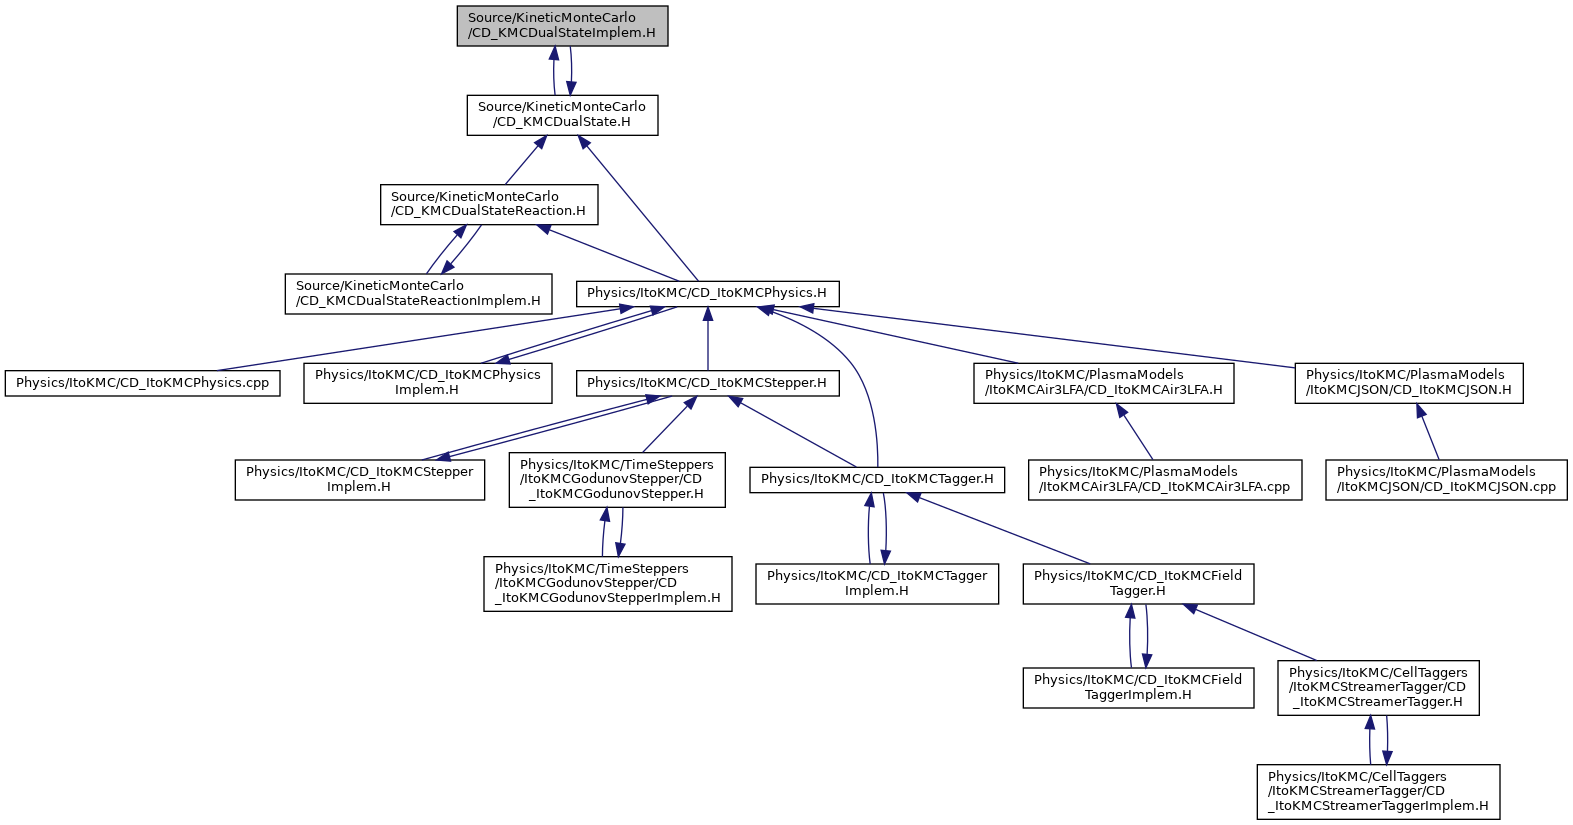 Source/KineticMonteCarlo
/CD_KMCDualStateImplem.H
Source/KineticMonteCarlo
/CD_KMCDualState.H
Source/KineticMonteCarlo
/CD_KMCDualStateReaction.H
Source/KineticMonteCarlo
/CD_KMCDualStateReactionImplem.H
Physics/ItoKMC/CD_ItoKMCPhysics.H
Physics/ItoKMC/CD_ItoKMCPhysics.cpp
Physics/ItoKMC/CD_ItoKMCPhysics
Implem.H
Physics/ItoKMC/CD_ItoKMCStepper.H
Physics/ItoKMC/PlasmaModels
/ItoKMCAir3LFA/CD_ItoKMCAir3LFA.H
Physics/ItoKMC/PlasmaModels
/ItoKMCJSON/CD_ItoKMCJSON.H
Physics/ItoKMC/CD_ItoKMCStepper
Implem.H
Physics/ItoKMC/TimeSteppers
/ItoKMCGodunovStepper/CD
_ItoKMCGodunovStepper.H
Physics/ItoKMC/CD_ItoKMCTagger.H
Physics/ItoKMC/PlasmaModels
/ItoKMCAir3LFA/CD_ItoKMCAir3LFA.cpp
Physics/ItoKMC/PlasmaModels
/ItoKMCJSON/CD_ItoKMCJSON.cpp
Physics/ItoKMC/TimeSteppers
/ItoKMCGodunovStepper/CD
_ItoKMCGodunovStepperImplem.H
Physics/ItoKMC/CD_ItoKMCTagger
Implem.H
Physics/ItoKMC/CD_ItoKMCField
Tagger.H
Physics/ItoKMC/CD_ItoKMCField
TaggerImplem.H
Physics/ItoKMC/CellTaggers
/ItoKMCStreamerTagger/CD
_ItoKMCStreamerTagger.H
Physics/ItoKMC/CellTaggers
/ItoKMCStreamerTagger/CD
_ItoKMCStreamerTaggerImplem.H